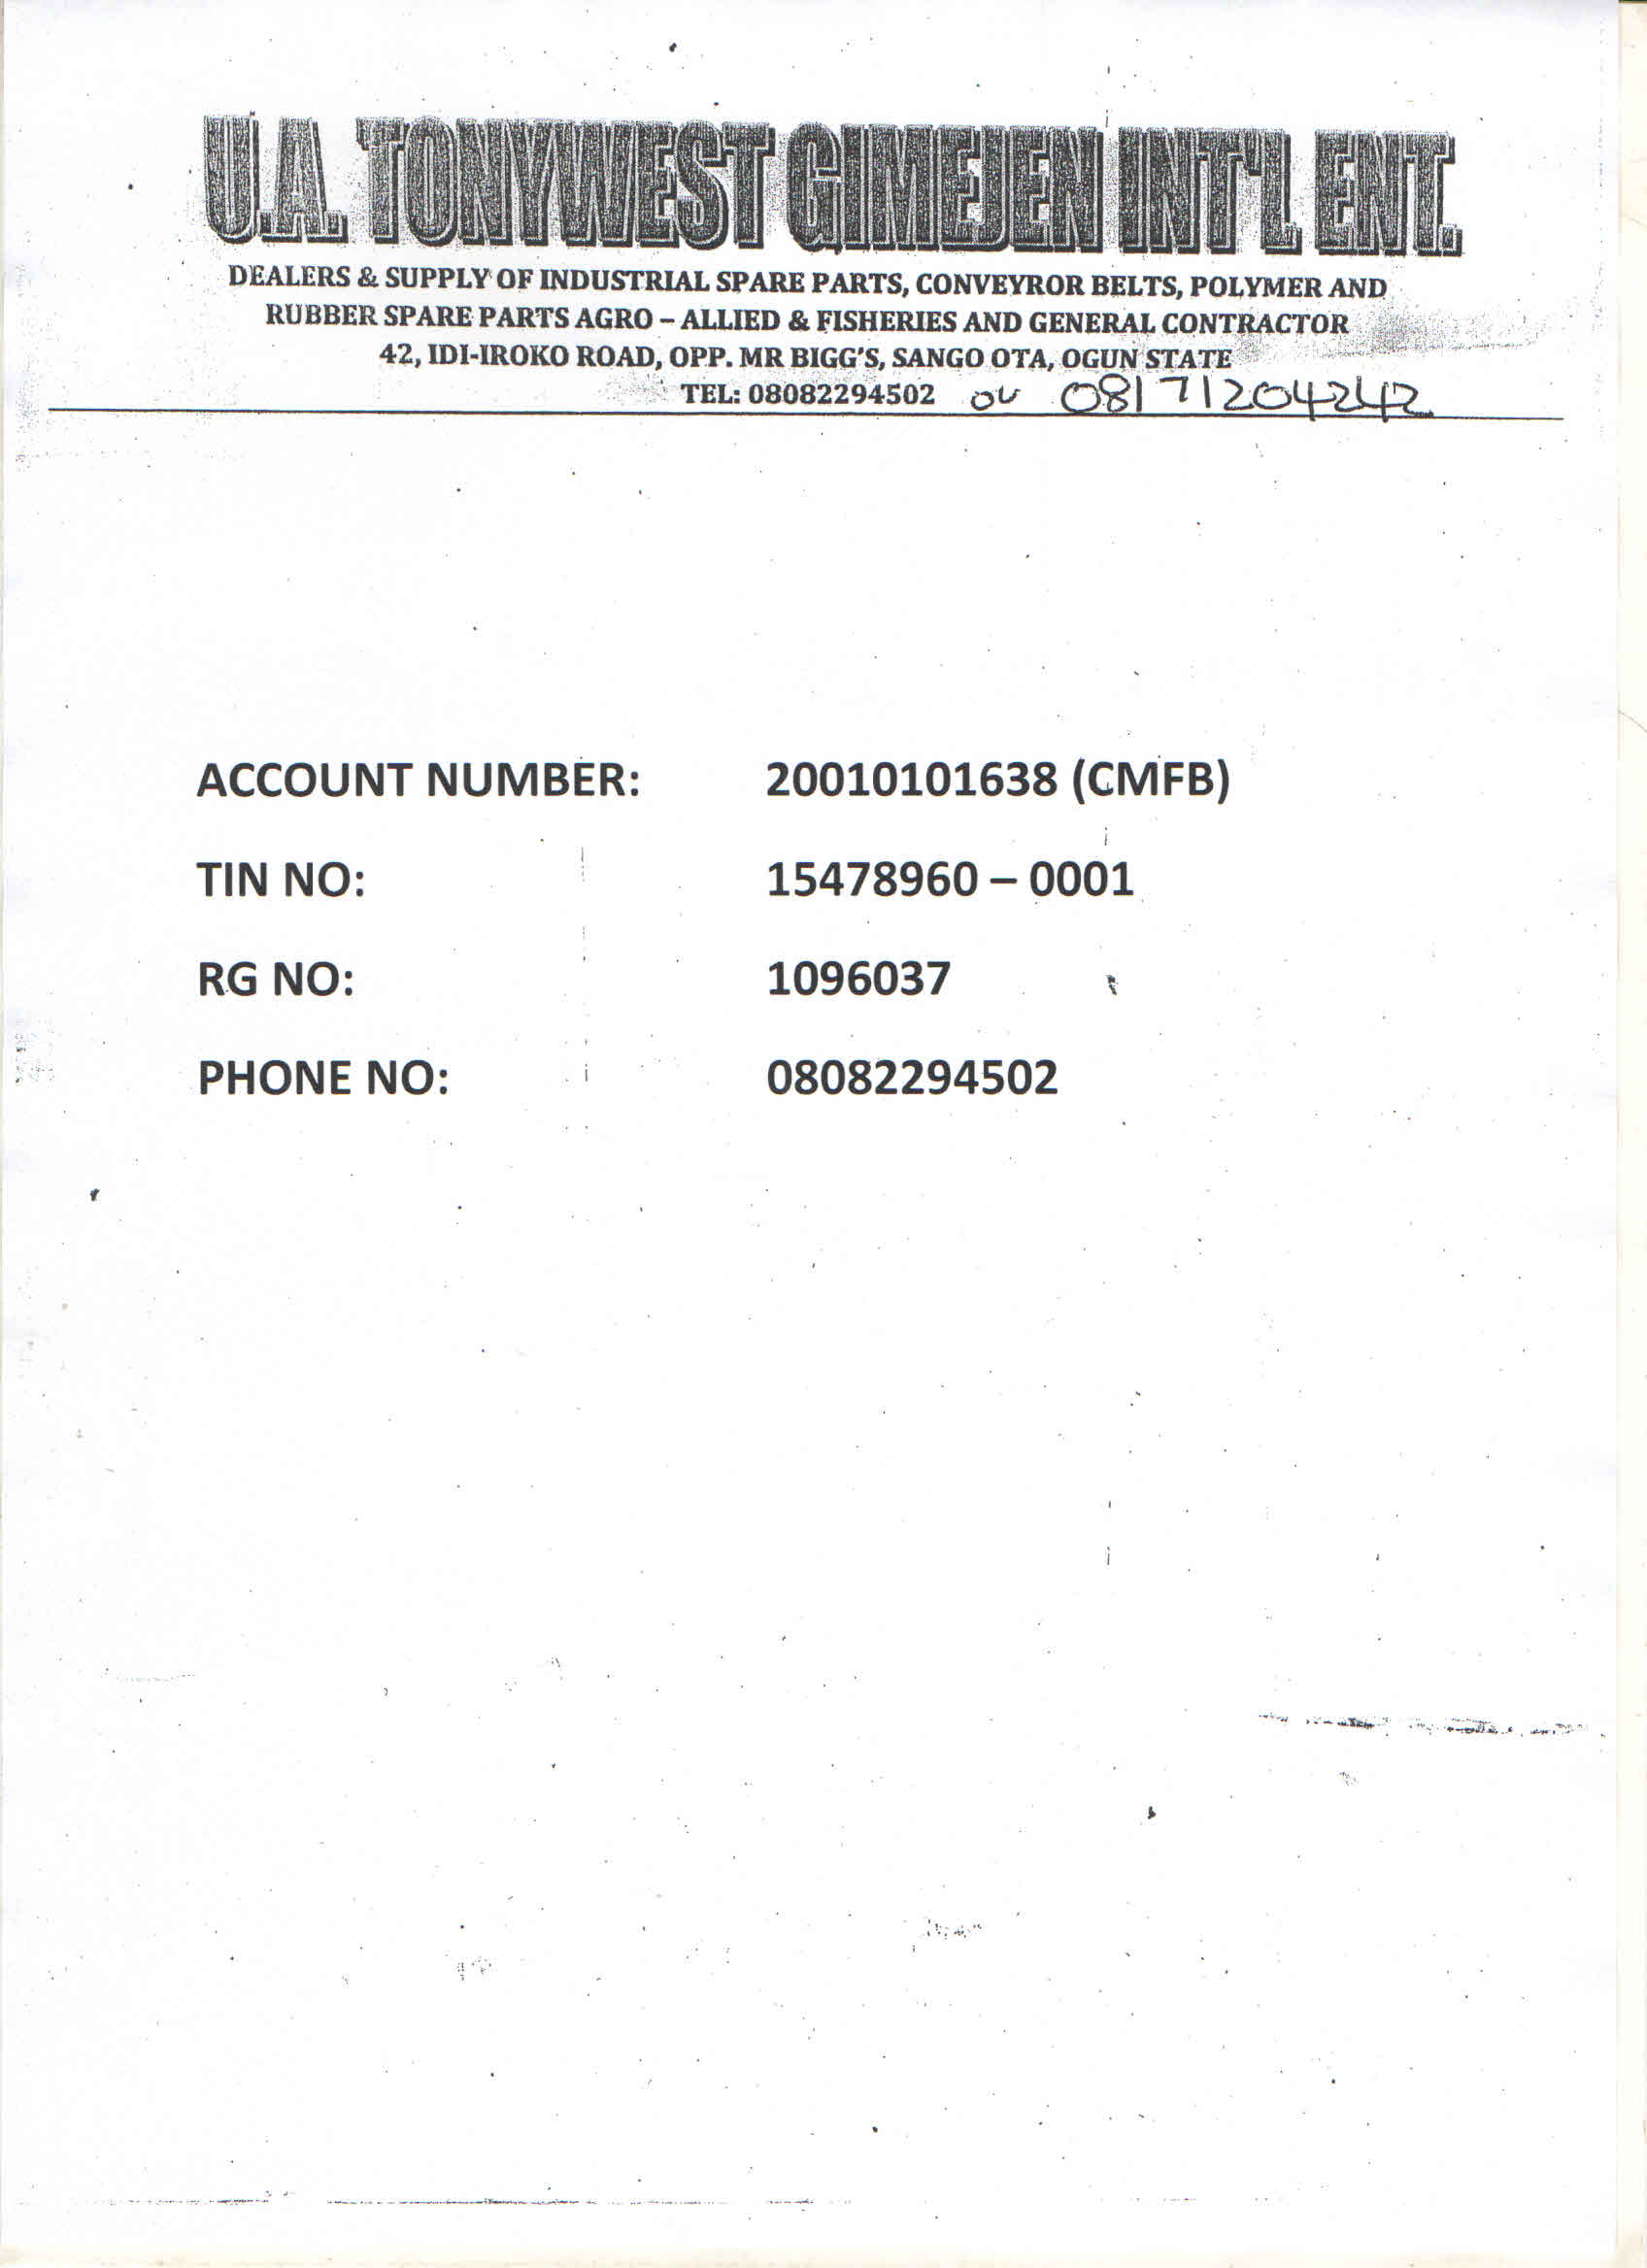 U.A. TONYWEST GIMEJEN INT'L ENT.
DEALERS & SUPPLY OF INDUSTRIAL SPARE PARTS, CONVEYROR BELTS, POLYMER AND
RUBBER SPARE PARTS AGRO – ALLIED & FISHERIES AND GENERAL CONTRACTOR
42, IDI-IROKO ROAD, OPP. MR BIGG'S, SANGO OTA, OGUN STATE
TEL: 08082294502 or 08171204242
ACCOUNT NUMBER: 20010101638 (CMFB)
TIN NO: 15478960 – 0001
RG NO: 1096037
PHONE NO: 08082294502